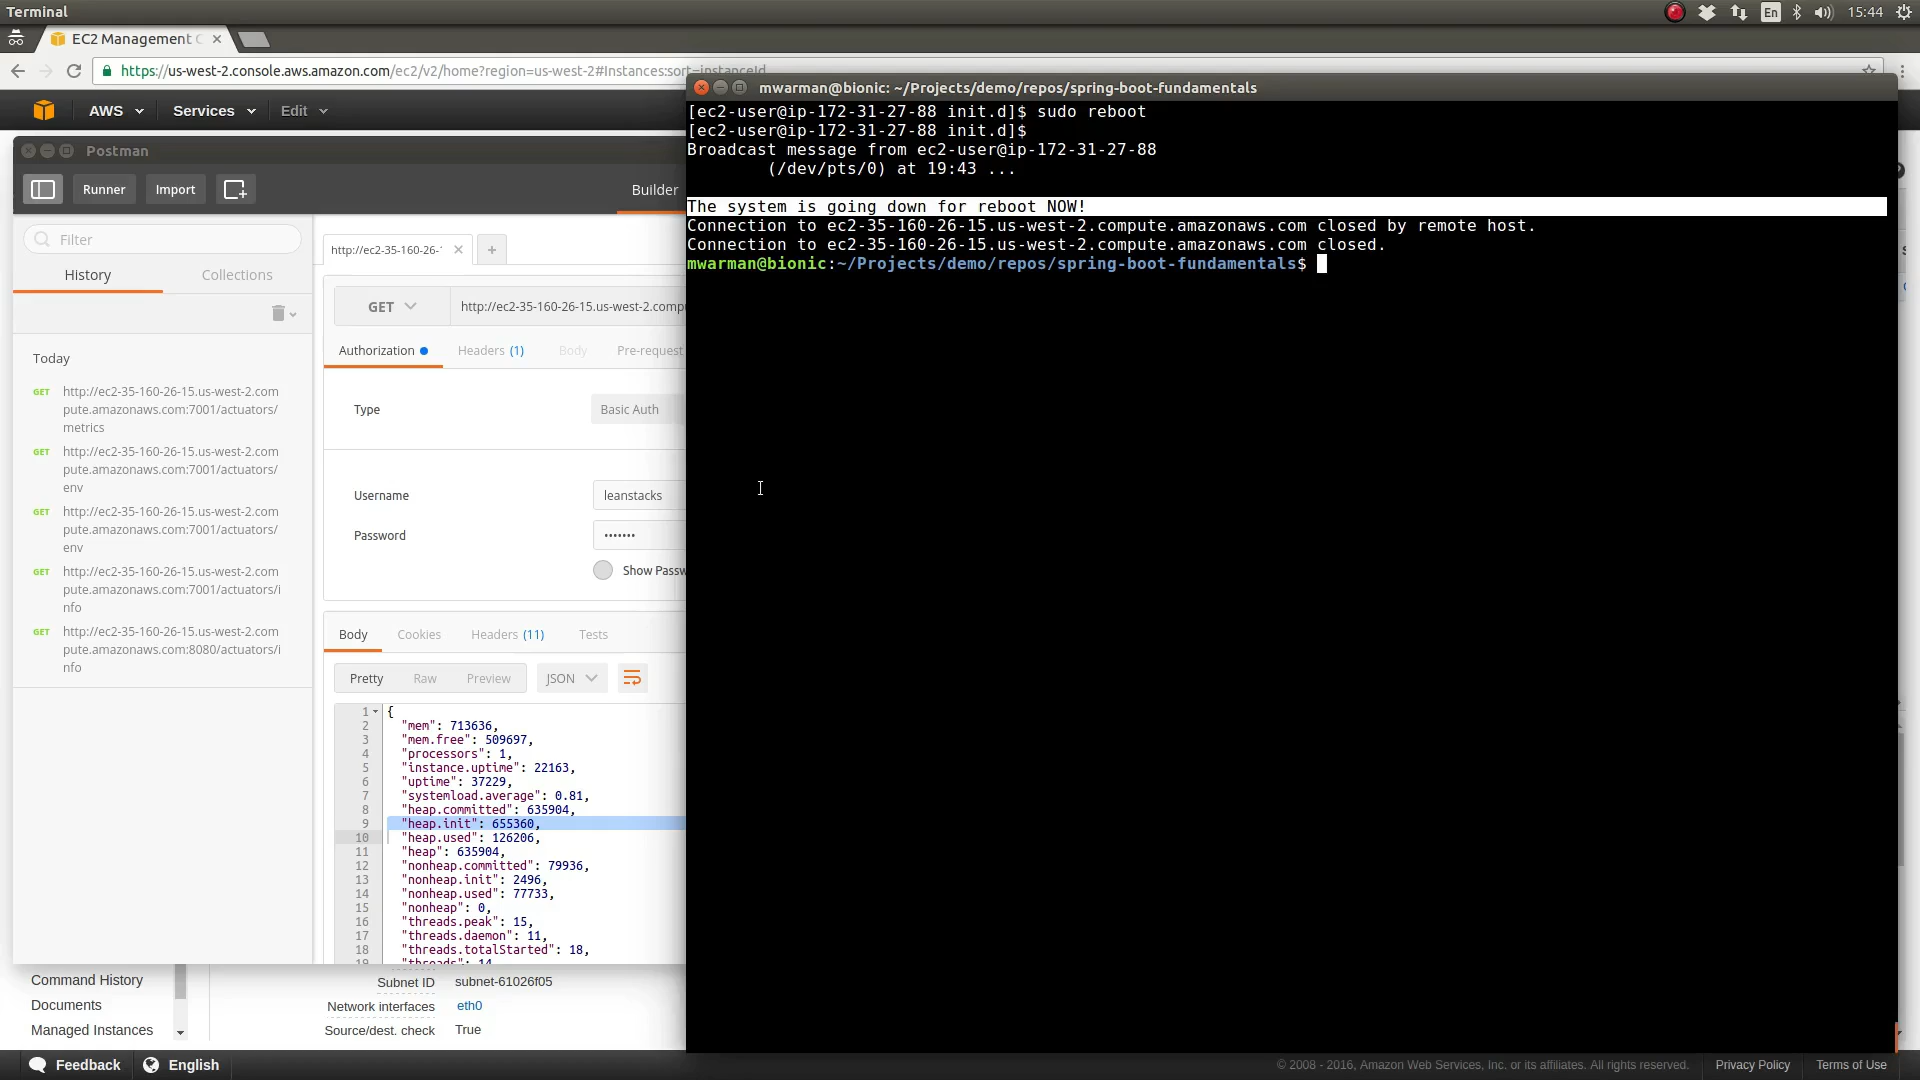 Terminal
En
15:44
EC2 Management C
https://us-west-2.console.aws.amazon.com/ec2/v2/home?region=us-west-2#Instances:sort=instanceId
AWS
Services
Edit
Postman
Runner
Import
Builder
Filter
History
Collections
Today
GET http://ec2-35-160-26-15.us-west-2.com
pute.amazonaws.com:7001/actuators/
metrics
GET http://ec2-35-160-26-15.us-west-2.com
pute.amazonaws.com:7001/actuators/
env
GET http://ec2-35-160-26-15.us-west-2.com
pute.amazonaws.com:7001/actuators/
env
GET http://ec2-35-160-26-15.us-west-2.com
pute.amazonaws.com:7001/actuators/i
nfo
GET http://ec2-35-160-26-15.us-west-2.com
pute.amazonaws.com:8080/actuators/i
nfo
http://ec2-35-160-26-
GET
http://ec2-35-160-26-15.us-west-2.comp
Authorization
Headers (1)
Body
Pre-request
Type
Basic Auth
Username
leanstacks
Password
•••••••
Show Passw
Body
Cookies
Headers (11)
Tests
Pretty
Raw
Preview
JSON
1 {
2 "mem": 713636,
3 "mem.free": 509697,
4 "processors": 1,
5 "instance.uptime": 22163,
6 "uptime": 37229,
7 "systemload.average": 0.81,
8 "heap.committed": 635904,
9 "heap.init": 655360,
10 "heap.used": 126206,
11 "heap": 635904,
12 "nonheap.committed": 79936,
13 "nonheap.init": 2496,
14 "nonheap.used": 77733,
15 "nonheap": 0,
16 "threads.peak": 15,
17 "threads.daemon": 11,
18 "threads.totalStarted": 18,
19 "threads": 14
mwarman@bionic: ~/Projects/demo/repos/spring-boot-fundamentals
[ec2-user@ip-172-31-27-88 init.d]$ sudo reboot
[ec2-user@ip-172-31-27-88 init.d]$
Broadcast message from ec2-user@ip-172-31-27-88
(/dev/pts/0) at 19:43 ...
The system is going down for reboot NOW!
Connection to ec2-35-160-26-15.us-west-2.compute.amazonaws.com closed by remote host.
Connection to ec2-35-160-26-15.us-west-2.compute.amazonaws.com closed.
mwarman@bionic:~/Projects/demo/repos/spring-boot-fundamentals$
Command History
Documents
Managed Instances
Subnet ID subnet-61026f05
Network interfaces eth0
Source/dest. check True
Feedback
English
© 2008 - 2016, Amazon Web Services, Inc. or its affiliates. All rights reserved.
Privacy Policy
Terms of Use